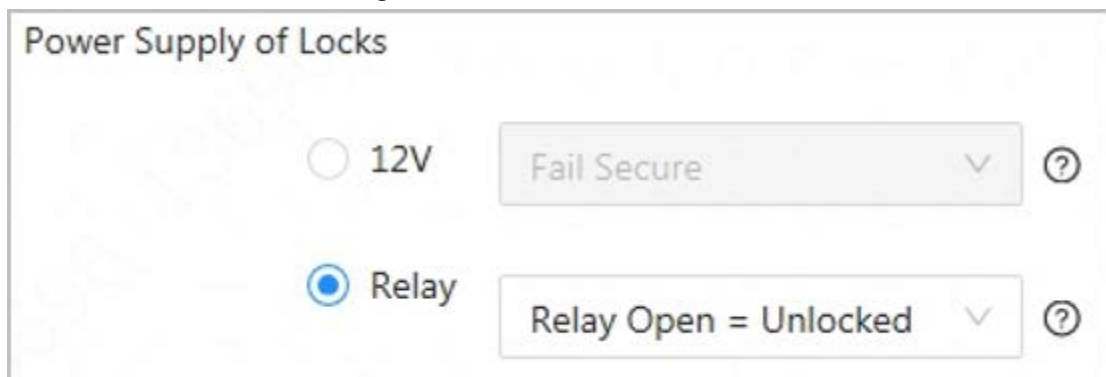 Power Supply of Locks
12V Fail Secure
Relay Relay Open = Unlocked